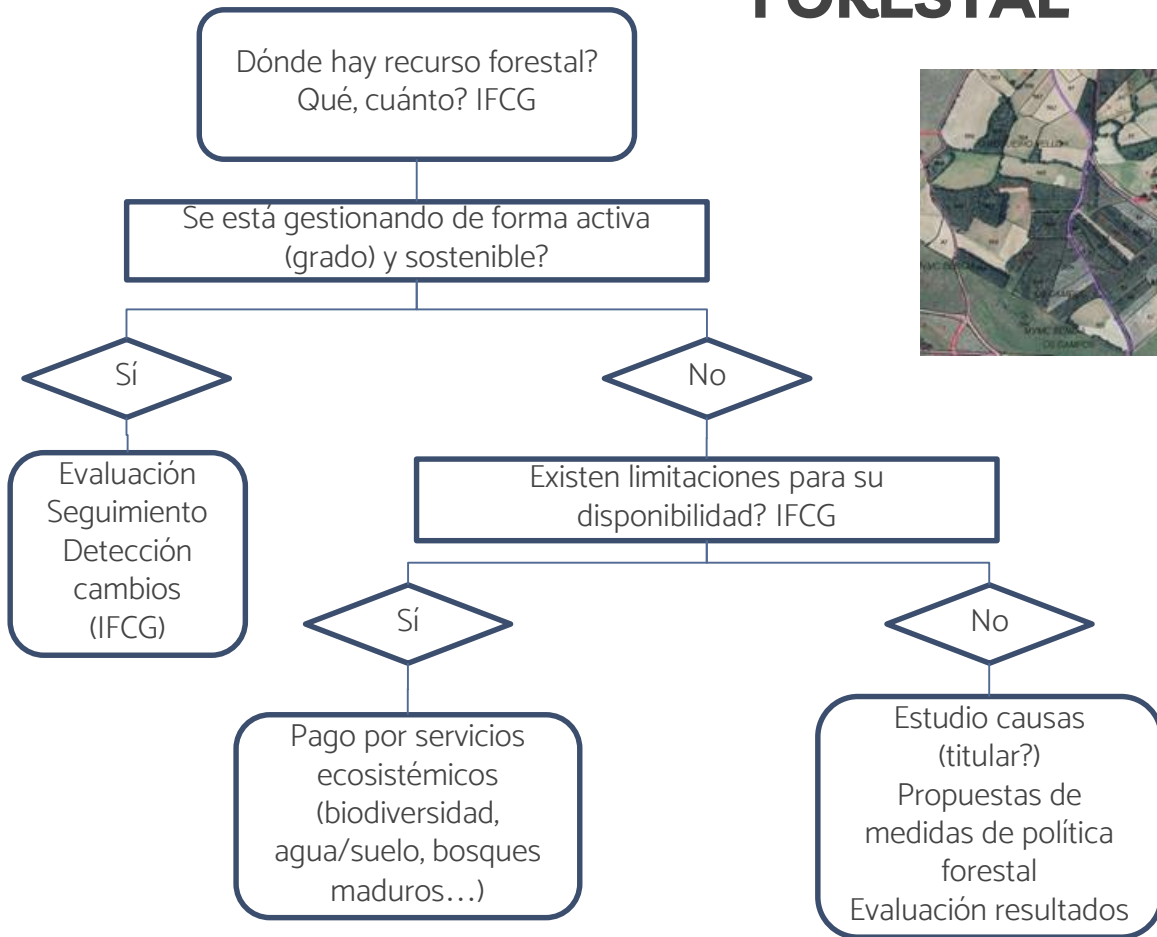 FORESTAL
Dónde hay recurso forestal?
Qué, cuánto? IFCG
Se está gestionando de forma activa
(grado) y sostenible?
Sí
No
Evaluación
Seguimiento
Detección
cambios
(IFCG)
Existen limitaciones para su
disponibilidad? IFCG
Sí
No
Pago por servicios
ecosistémicos
(biodiversidad,
agua/suelo, bosques
maduros…)
Estudio causas
(titular?)
Propuestas de
medidas de política
forestal
Evaluación resultados